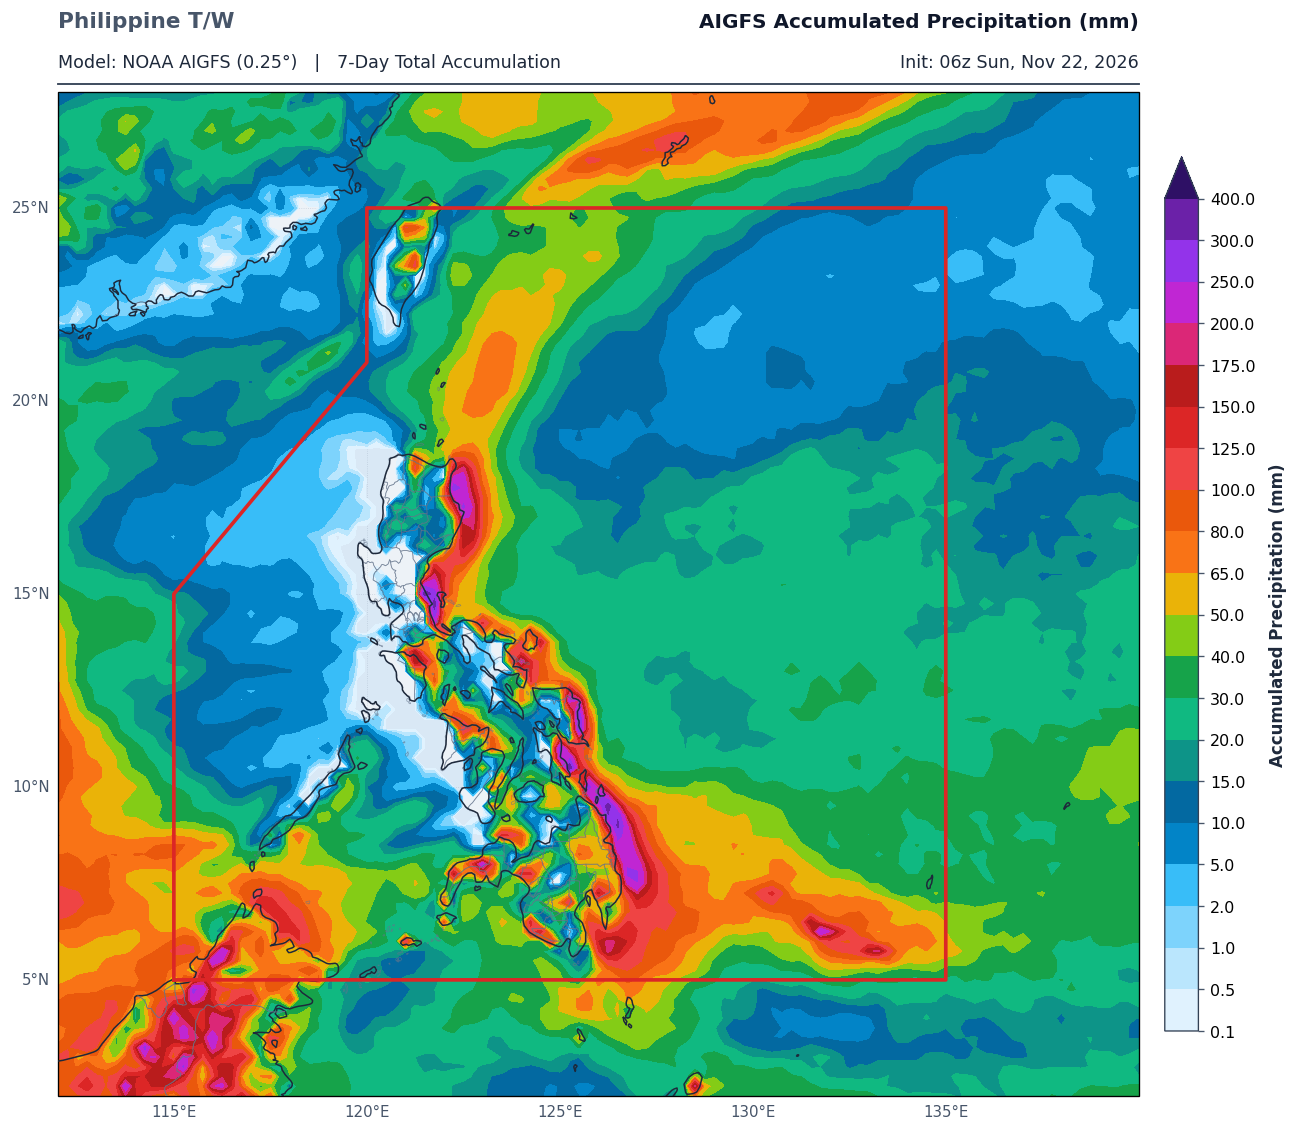 Philippine T/W
AIGFS Accumulated Precipitation (mm)
Model: NOAA AIGFS (0.25°)   |   7-Day Total Accumulation
Init: 06z Sun, Nov 22, 2026
25°N
20°N
15°N
10°N
5°N
115°E
120°E
125°E
130°E
135°E
400.0
300.0
250.0
200.0
175.0
150.0
125.0
100.0
80.0
65.0
50.0
40.0
30.0
20.0
15.0
10.0
5.0
2.0
1.0
0.5
0.1
Accumulated Precipitation (mm)